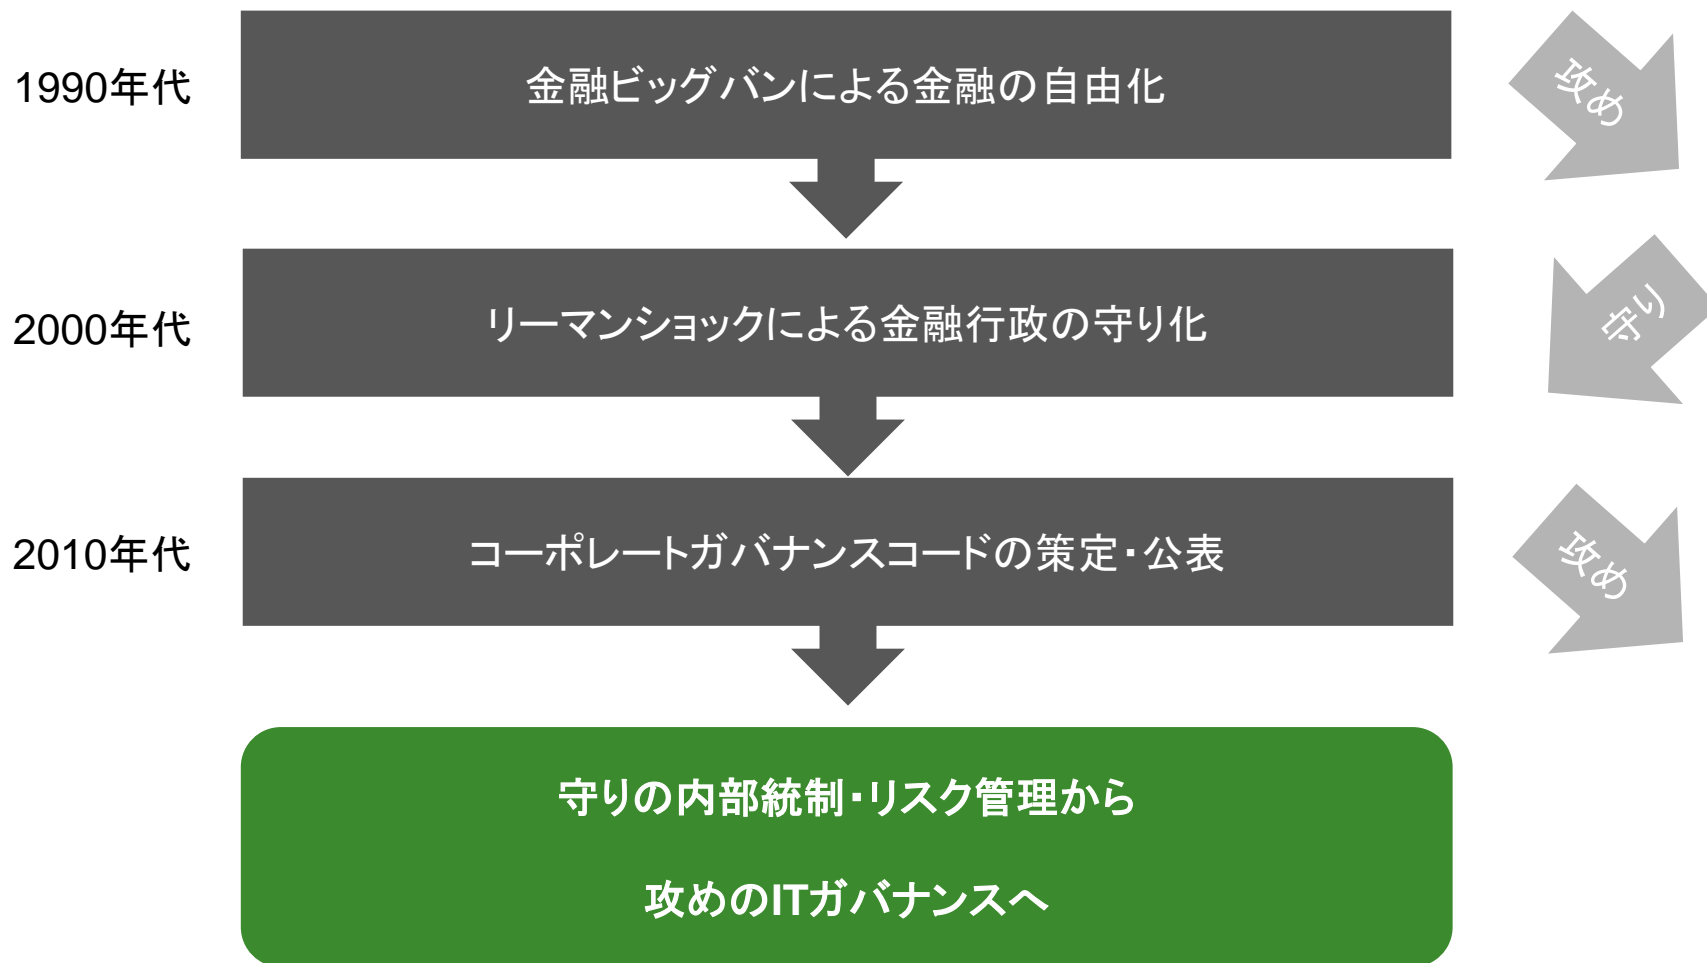 1990年代
金融ビッグバンによる金融の自由化
攻め
2000年代
リーマンショックによる金融行政の守り化
守り
2010年代
コーポレートガバナンスコードの策定・公表
攻め
守りの内部統制・リスク管理から
攻めのITガバナンスへ